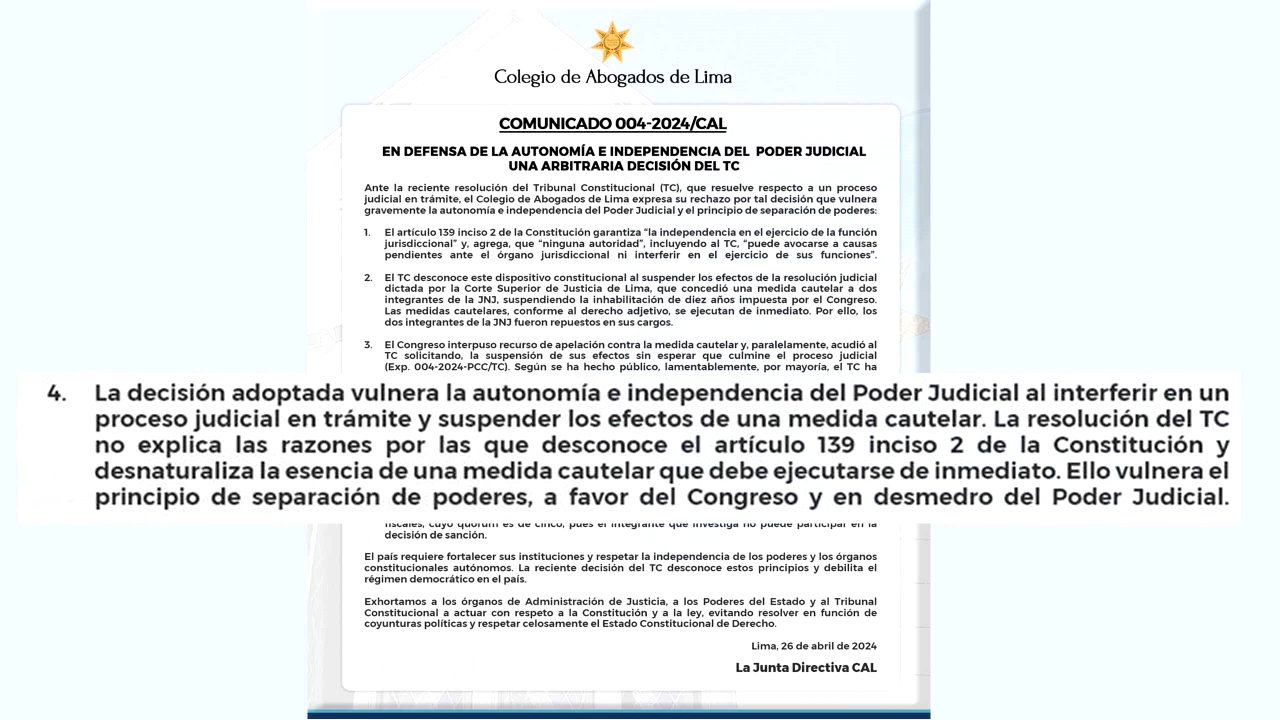 Colegio de Abogados de Lima
COMUNICADO 004-2024/CAL
EN DEFENSA DE LA AUTONOMÍA E INDEPENDENCIA DEL PODER JUDICIAL
UNA ARBITRARIA DECISIÓN DEL TC
Ante la reciente resolución del Tribunal Constitucional (TC), que resuelve respecto a un proceso
judicial en trámite, el Colegio de Abogados de Lima expresa su rechazo por tal decisión que vulnera
gravemente la autonomía e independencia del Poder Judicial y el principio de separación de poderes:
1. El artículo 139 inciso 2 de la Constitución garantiza “la independencia en el ejercicio de la función
jurisdiccional” y, agrega, que “ninguna autoridad”, incluyendo al TC, “puede avocarse a causas
pendientes ante el órgano jurisdiccional ni interferir en el ejercicio de sus funciones”.
2. El TC desconoce este dispositivo constitucional al suspender los efectos de la resolución judicial
dictada por la Corte Superior de Justicia de Lima, que concedió una medida cautelar a dos
integrantes de la JNJ, suspendiendo la inhabilitación de diez años impuesta por el Congreso.
Las medidas cautelares, conforme al derecho adjetivo, se ejecutan de inmediato. Por ello, los
dos integrantes de la JNJ fueron repuestos en sus cargos.
3. El Congreso interpuso recurso de apelación contra la medida cautelar y, paralelamente, acudió al
TC solicitando, la suspensión de sus efectos sin esperar que culmine el proceso judicial
(Exp. 004-2024-PCC/TC). Según se ha hecho público, lamentablemente, por mayoría, el TC ha
4. La decisión adoptada vulnera la autonomía e independencia del Poder Judicial al interferir en un
proceso judicial en trámite y suspender los efectos de una medida cautelar. La resolución del TC
no explica las razones por las que desconoce el artículo 139 inciso 2 de la Constitución y
desnaturaliza la esencia de una medida cautelar que debe ejecutarse de inmediato. Ello vulnera el
principio de separación de poderes, a favor del Congreso y en desmedro del Poder Judicial.
fiscales, cuyo quorum es de cinco, pues el integrante que investiga no puede participar en la
decisión de sanción.
El país requiere fortalecer sus instituciones y respetar la independencia de los poderes y los órganos
constitucionales autónomos. La reciente decisión del TC desconoce estos principios y debilita el
régimen democrático en el país.
Exhortamos a los órganos de Administración de Justicia, a los Poderes del Estado y al Tribunal
Constitucional a actuar con respeto a la Constitución y a la ley, evitando resolver en función de
coyunturas políticas y respetar celosamente el Estado Constitucional de Derecho.
Lima, 26 de abril de 2024
La Junta Directiva CAL